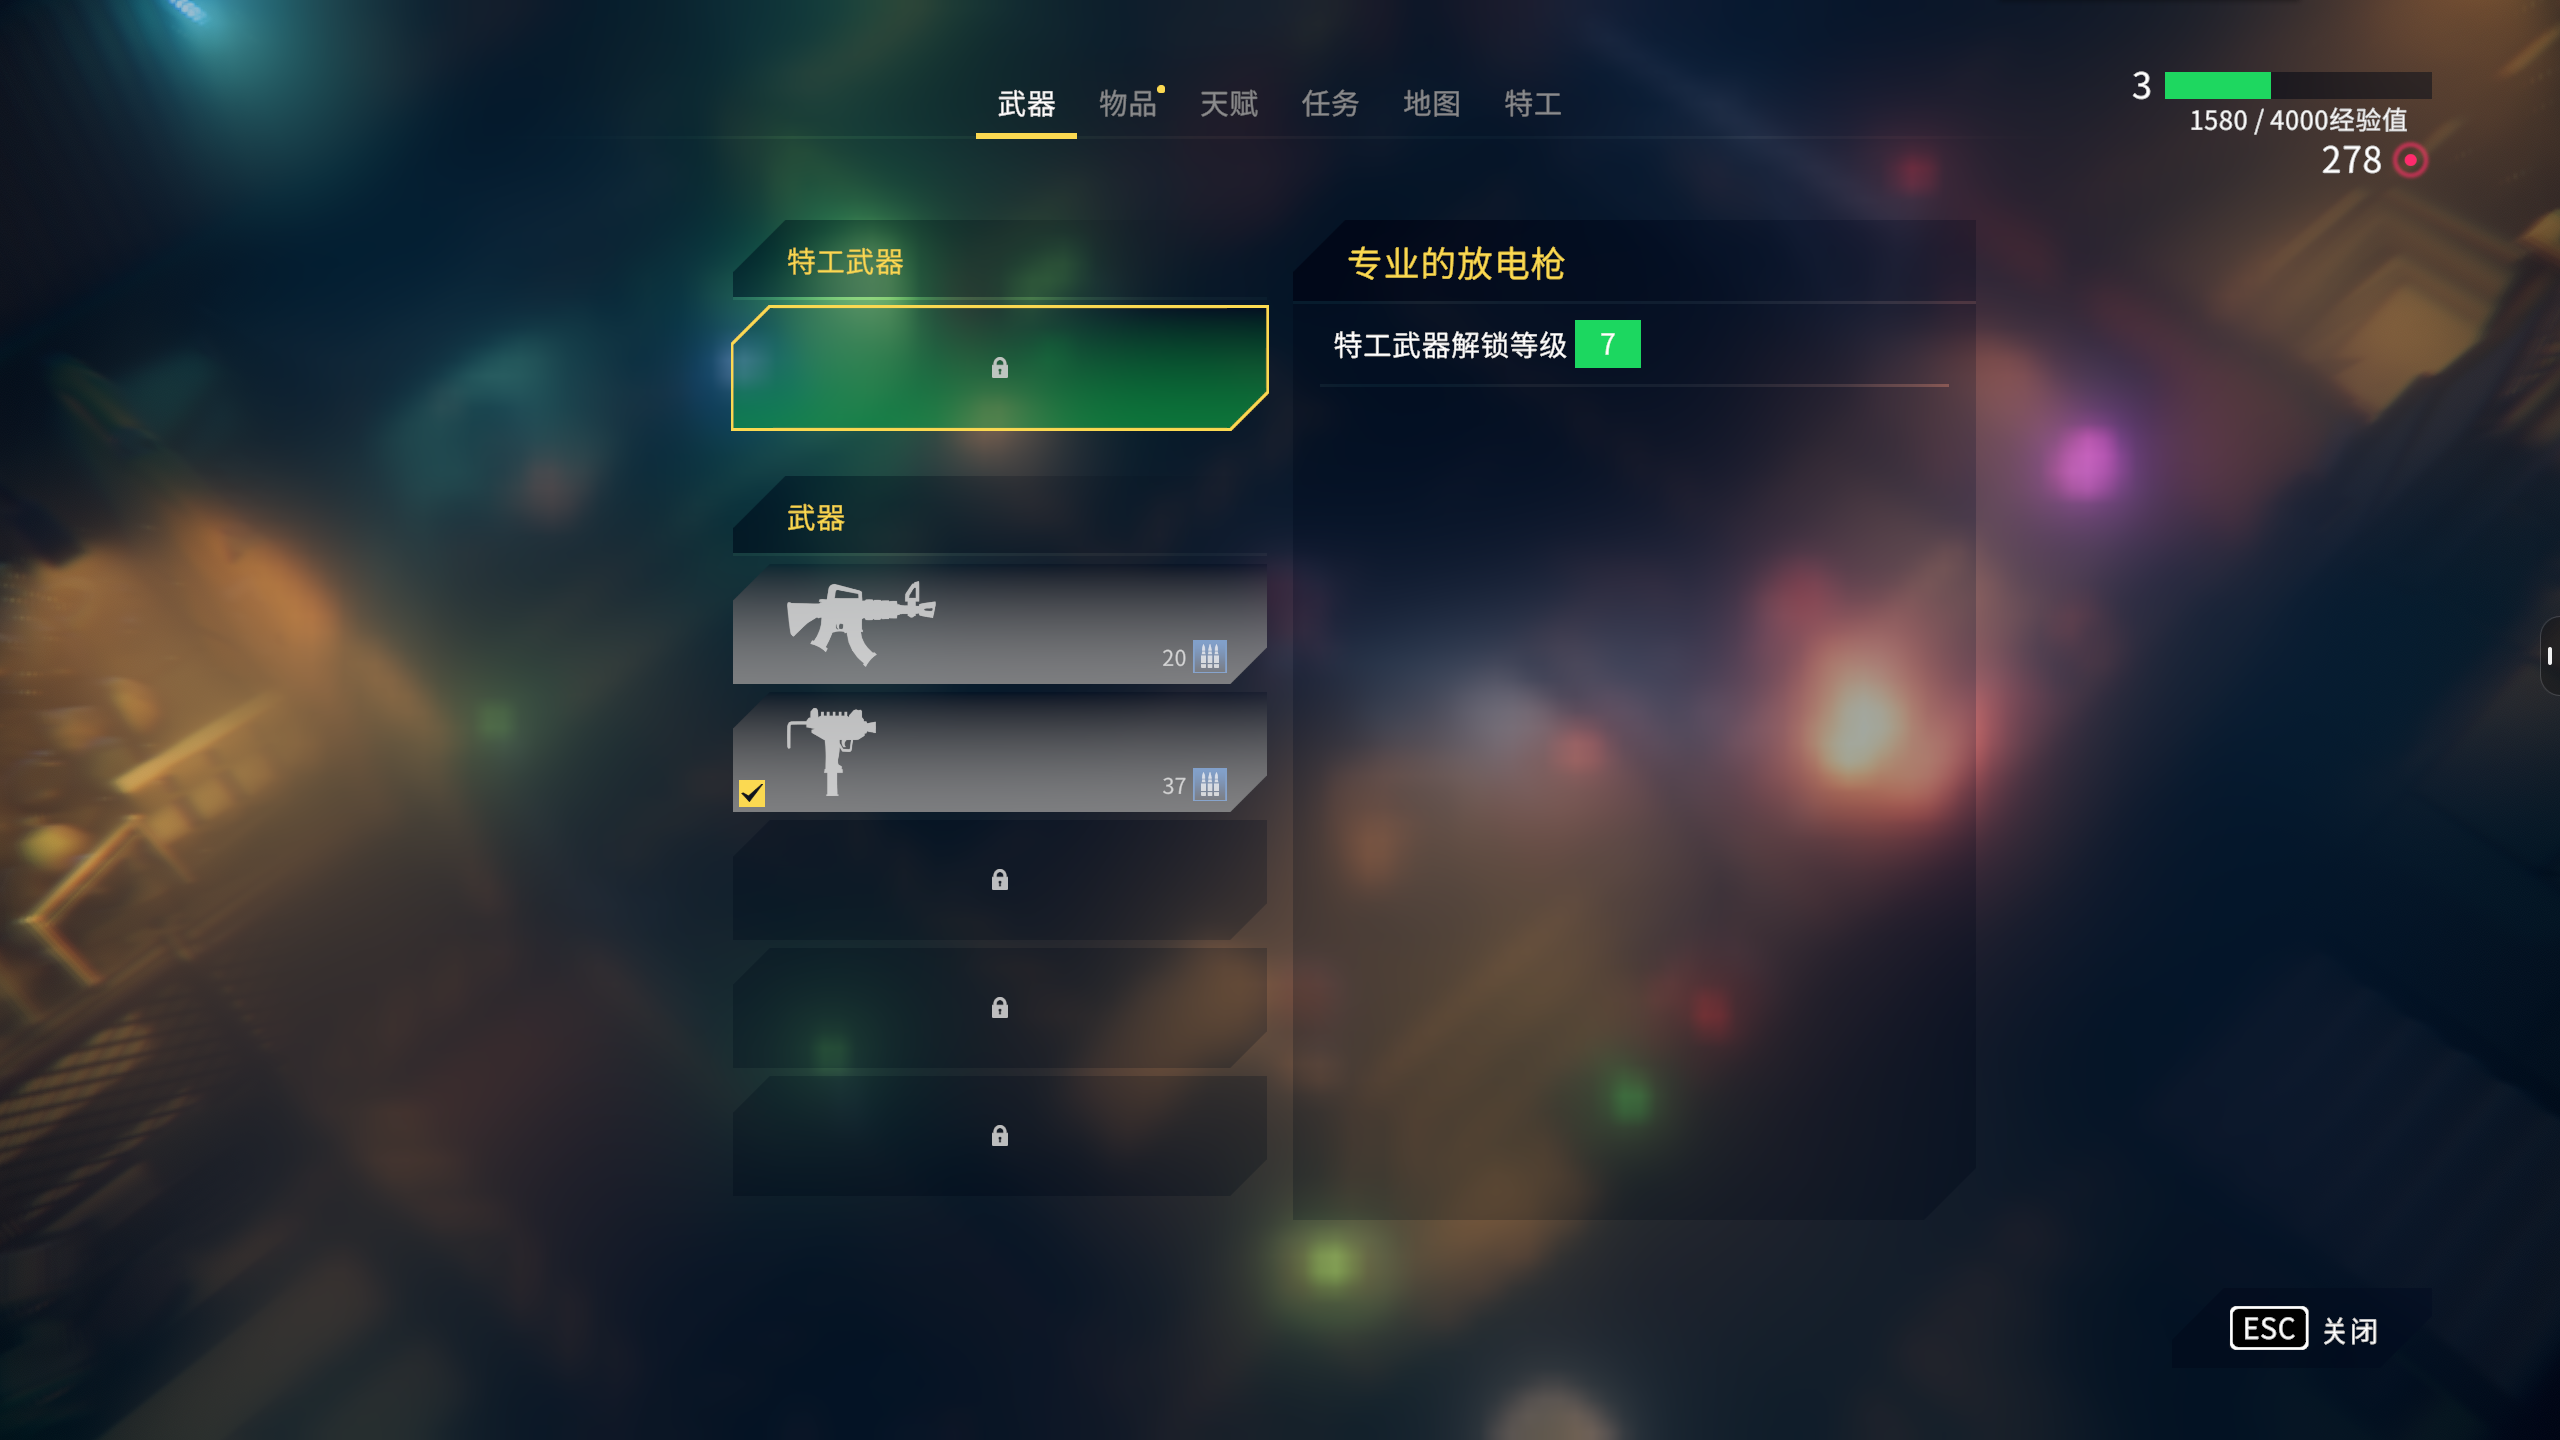 武器 物品 天赋 任务 地图 特工
3
1580 / 4000经验值
278
特工武器
专业的放电枪
特工武器解锁等级 7
武器
20
37
ESC 关闭